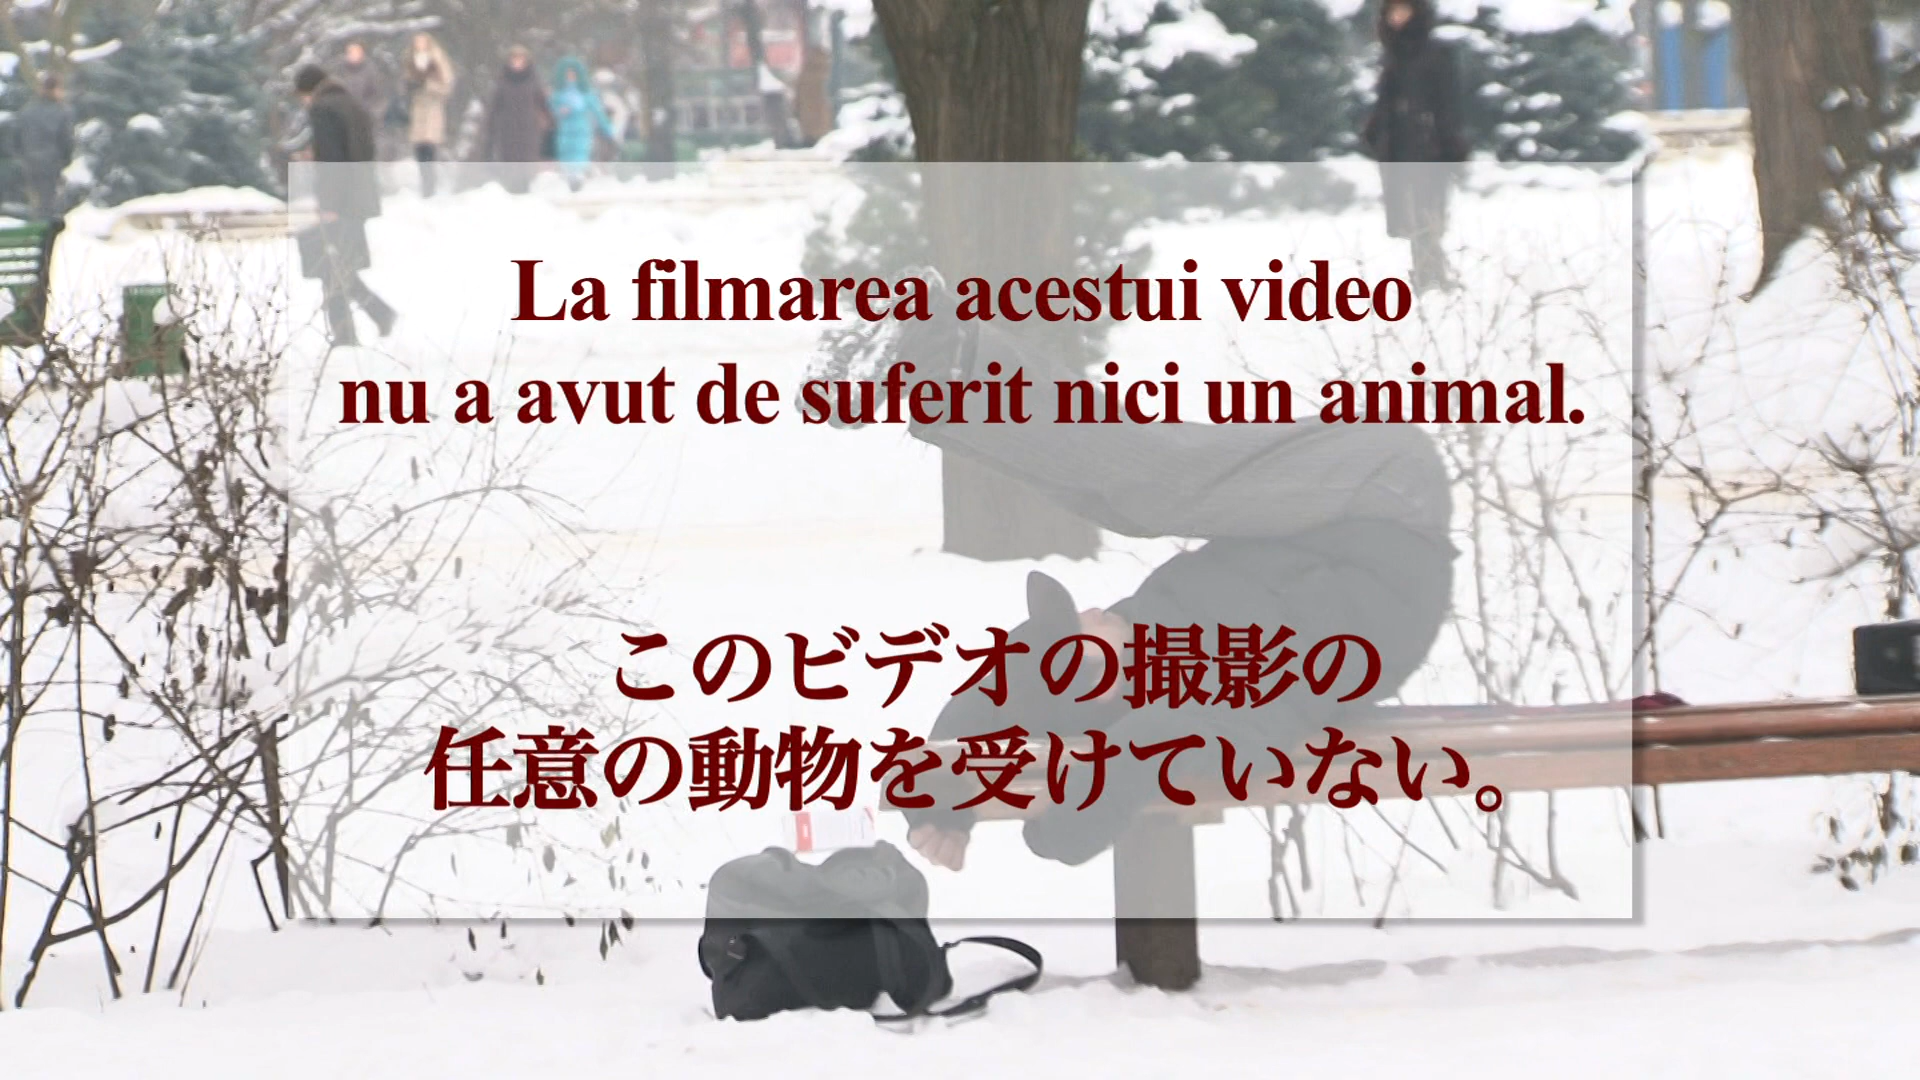 La filmarea acestui video
nu a avut de suferit nici un animal.
このビデオの撮影の
任意の動物を受けていない。